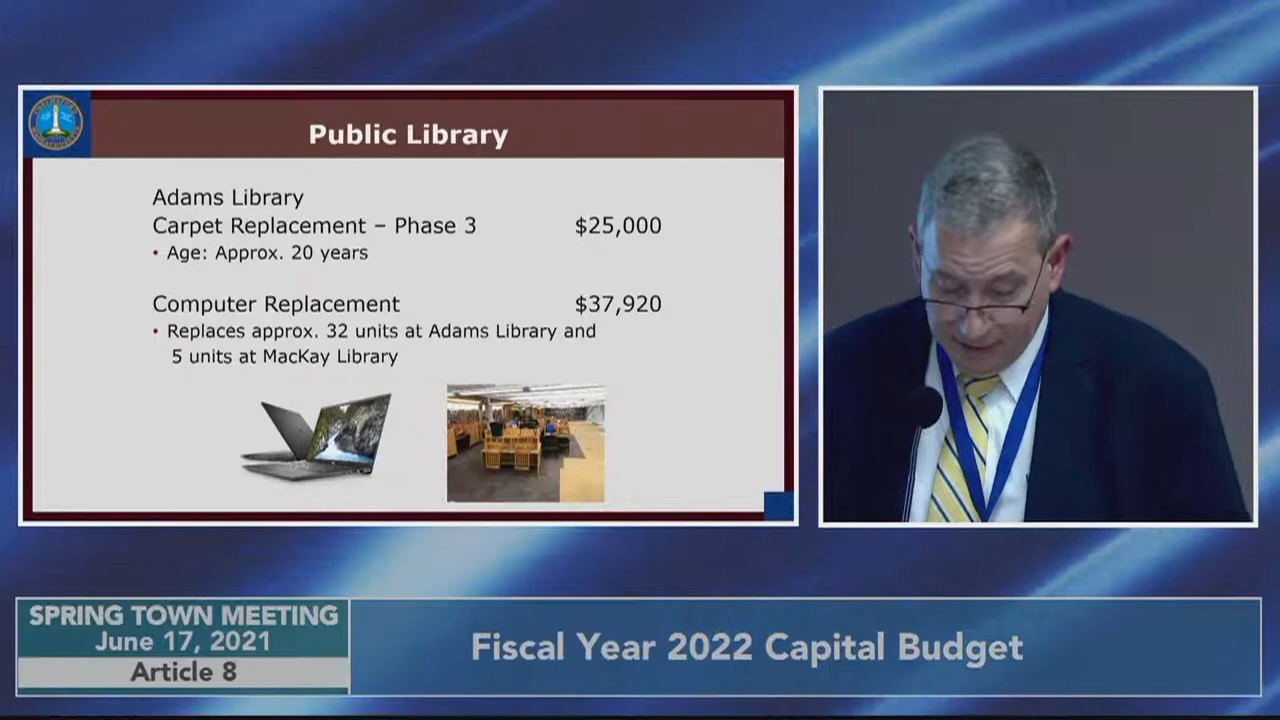 Public Library
Adams Library
Carpet Replacement – Phase 3 $25,000
• Age: Approx. 20 years
Computer Replacement $37,920
• Replaces approx. 32 units at Adams Library and
5 units at MacKay Library
SPRING TOWN MEETING
June 17, 2021
Article 8
Fiscal Year 2022 Capital Budget